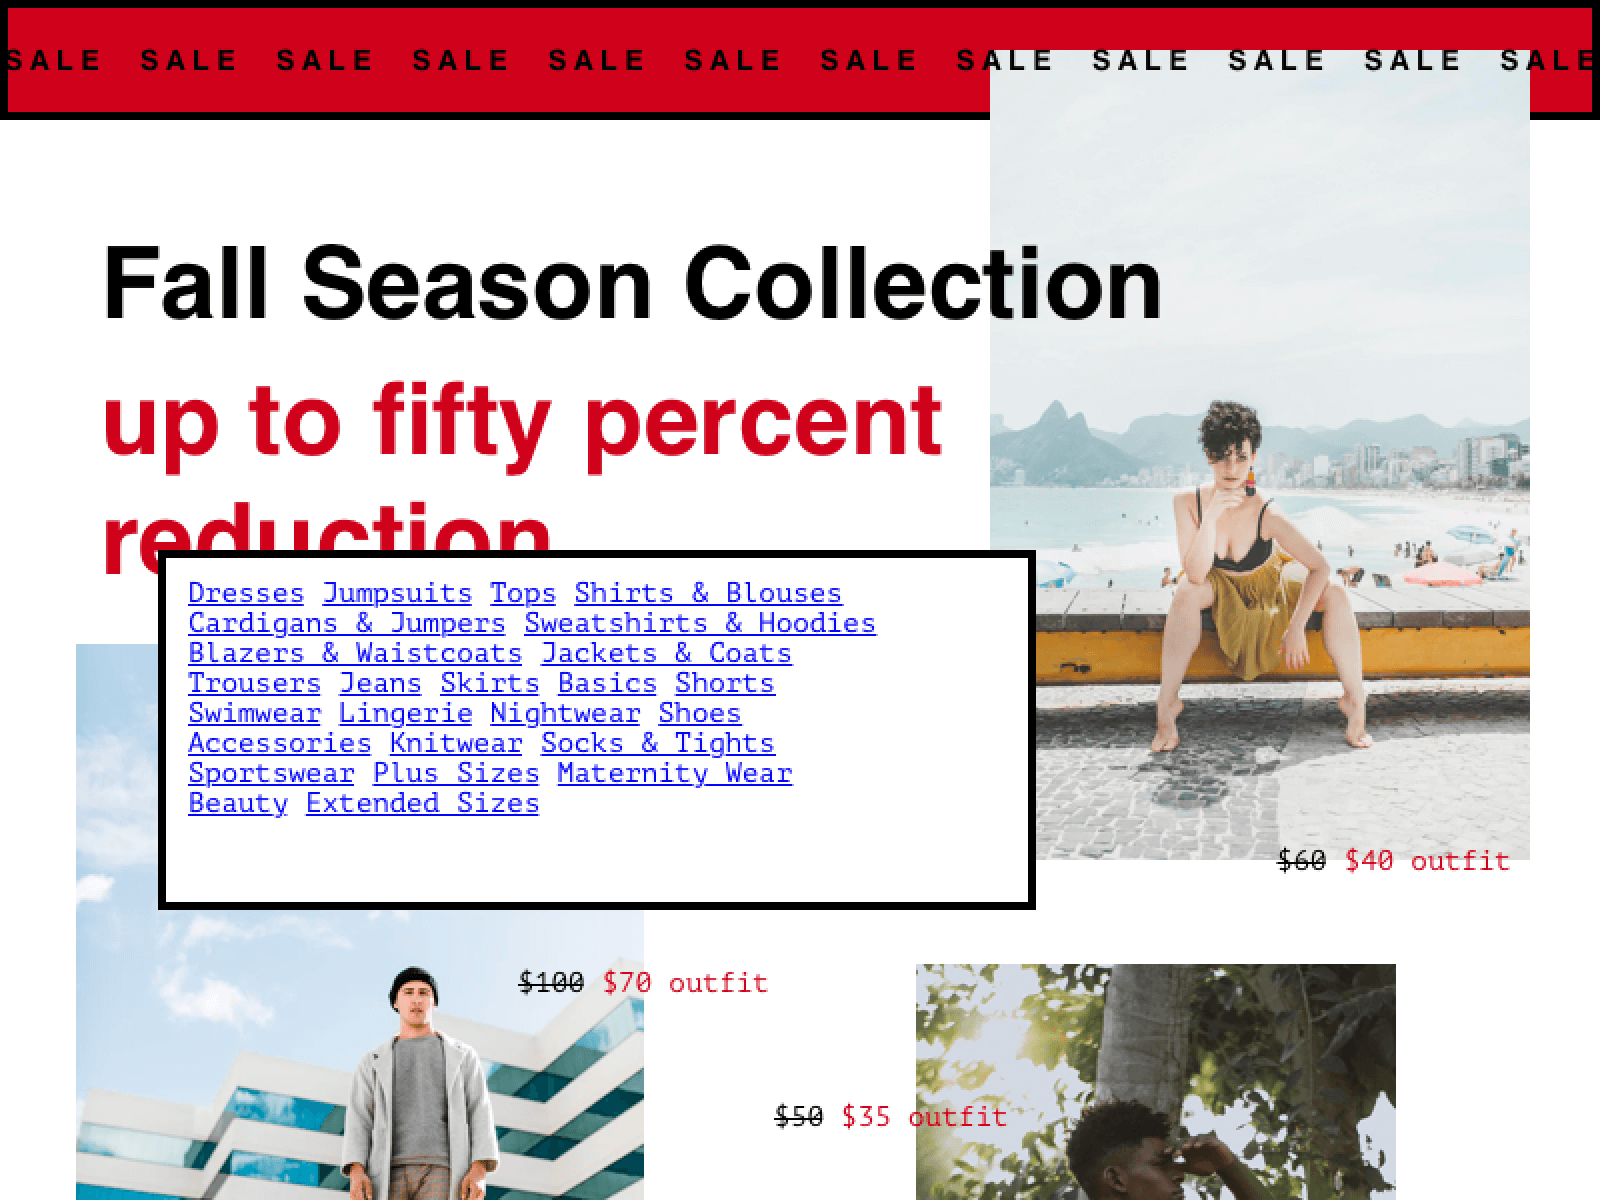 SALE SALE SALE SALE SALE SALE SALE SALE SALE SALE SALE SALE
Fall Season Collection
up to fifty percent
reduction
Dresses Jumpsuits Tops Shirts & Blouses
Cardigans & Jumpers Sweatshirts & Hoodies
Blazers & Waistcoats Jackets & Coats
Trousers Jeans Skirts Basics Shorts
Swimwear Lingerie Nightwear Shoes
Accessories Knitwear Socks & Tights
Sportswear Plus Sizes Maternity Wear
Beauty Extended Sizes
$60 $40 outfit
$100 $70 outfit
$50 $35 outfit